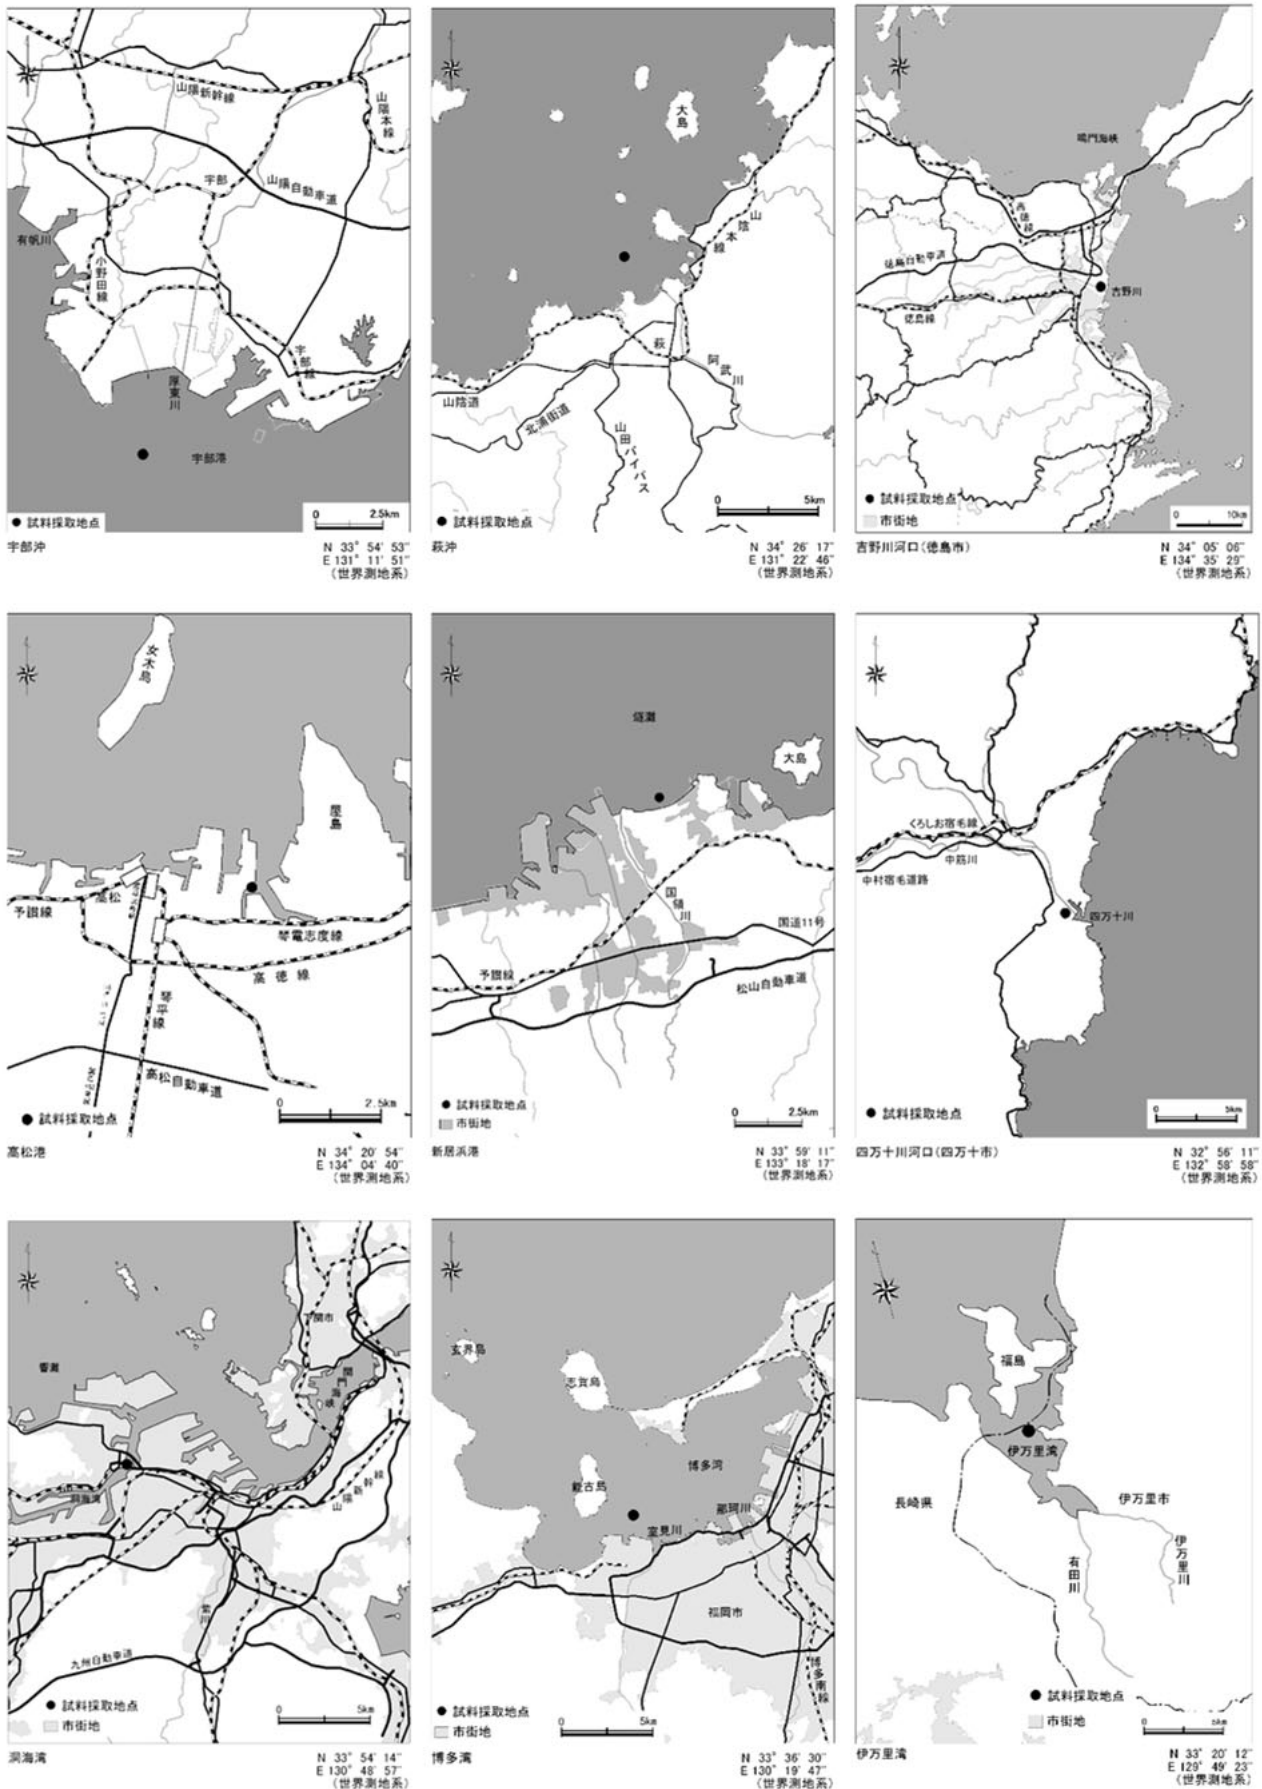 山陽新幹線
山陽本線
宇部
山陽自動車道
有帆川
小野田線
宇部線
厚東川
宇部港
0 2.5km
● 試料採取地点
宇部沖
N 33° 54′ 53″
E 131° 11′ 51″
(世界測地系)
大島
山陰本線
萩
阿武川
山陰道
北浦街道
山田バイパス
0 5km
● 試料採取地点
萩沖
N 34° 26′ 17″
E 131° 22′ 46″
(世界測地系)
鳴門海峡
高徳線
徳島自動車道
吉野川
徳島線
● 試料採取地点
市街地
0 10km
吉野川河口(徳島市)
N 34° 05′ 06″
E 134° 35′ 29″
(世界測地系)
女木島
屋島
高松
予讃線
琴電志度線
高徳線
琴平線
高松自動車道
● 試料採取地点
0 2.5km
高松港
N 34° 20′ 54″
E 134° 04′ 40″
(世界測地系)
燧灘
大島
国領川
国道11号
予讃線
松山自動車道
● 試料採取地点
市街地
0 2.5km
新居浜港
N 33° 59′ 11″
E 133° 18′ 17″
(世界測地系)
くろしお宿毛線
中筋川
中村宿毛道路
四万十川
● 試料採取地点
0 5km
四万十川河口(四万十市)
N 32° 56′ 11″
E 132° 58′ 58″
(世界測地系)
下関市
響灘
関門海峡
洞海湾
山陽新幹線
紫川
九州自動車道
● 試料採取地点
市街地
0 5km
洞海湾
N 33° 54′ 14″
E 130° 48′ 57″
(世界測地系)
玄界島
志賀島
博多湾
能古島
那珂川
室見川
福岡市
博多南線
● 試料採取地点
市街地
0 5km
博多湾
N 33° 36′ 30″
E 130° 19′ 47″
(世界測地系)
福島
伊万里湾
長崎県
伊万里市
有田川
伊万里川
● 試料採取地点
市街地
0 5km
伊万里湾
N 33° 20′ 12″
E 129° 49′ 23″
(世界測地系)